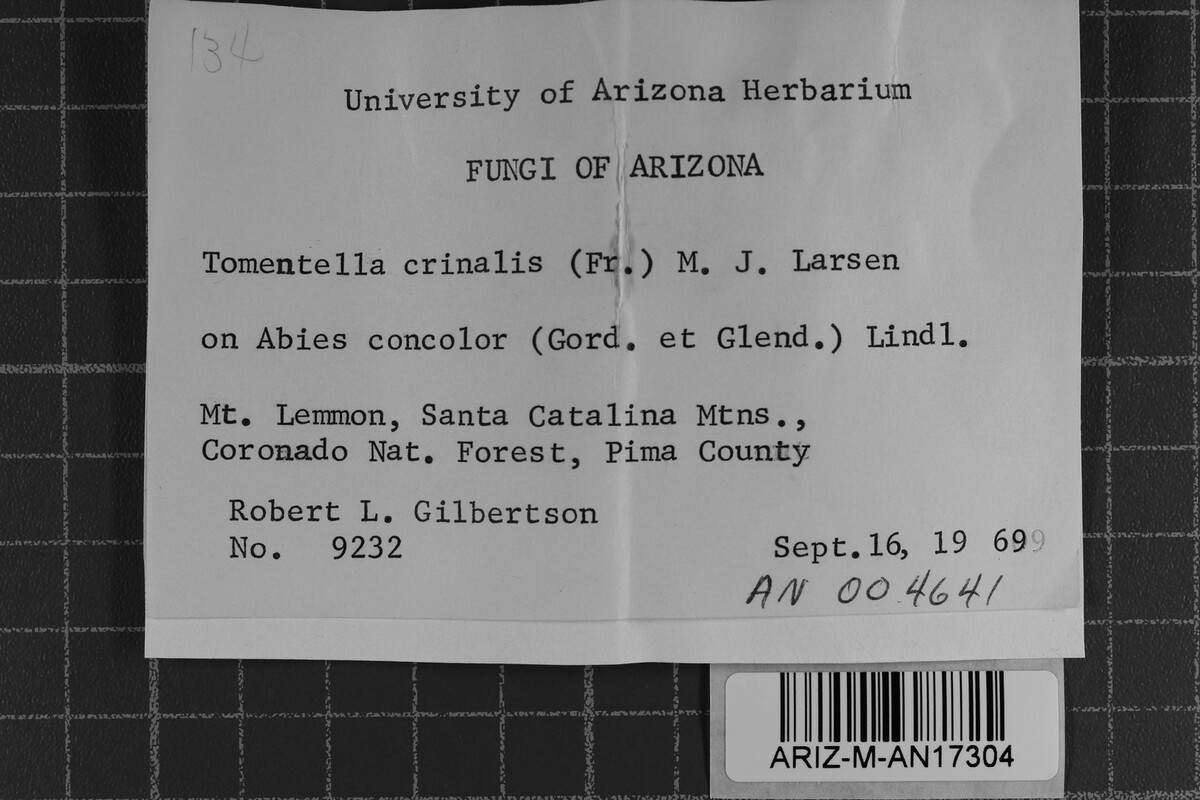 134
University of Arizona Herbarium
FUNGI OF ARIZONA
Tomentella crinalis (Fr.) M. J. Larsen
on Abies concolor (Gord. et Glend.) Lindl.
Mt. Lemmon, Santa Catalina Mtns.,
Coronado Nat. Forest, Pima County
Robert L. Gilbertson
No. 9232
Sept.16, 19 699
AN 004641
ARIZ-M-AN17304